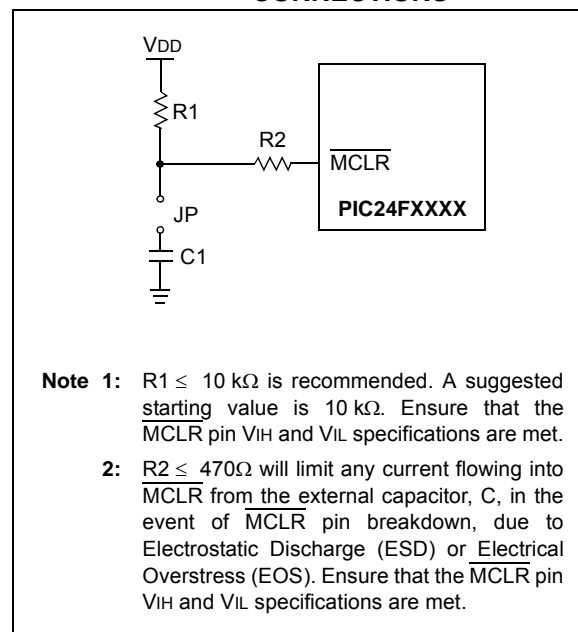 CONNECTIONS
VDD
R1
R2
MCLR
PIC24FXXXX
JP
C1
Note 1: R1 ≤ 10 kΩ is recommended. A suggested
starting value is 10 kΩ. Ensure that the
MCLR pin VIH and VIL specifications are met.
2: R2 ≤ 470Ω will limit any current flowing into
MCLR from the external capacitor, C, in the
event of MCLR pin breakdown, due to
Electrostatic Discharge (ESD) or Electrical
Overstress (EOS). Ensure that the MCLR pin
VIH and VIL specifications are met.